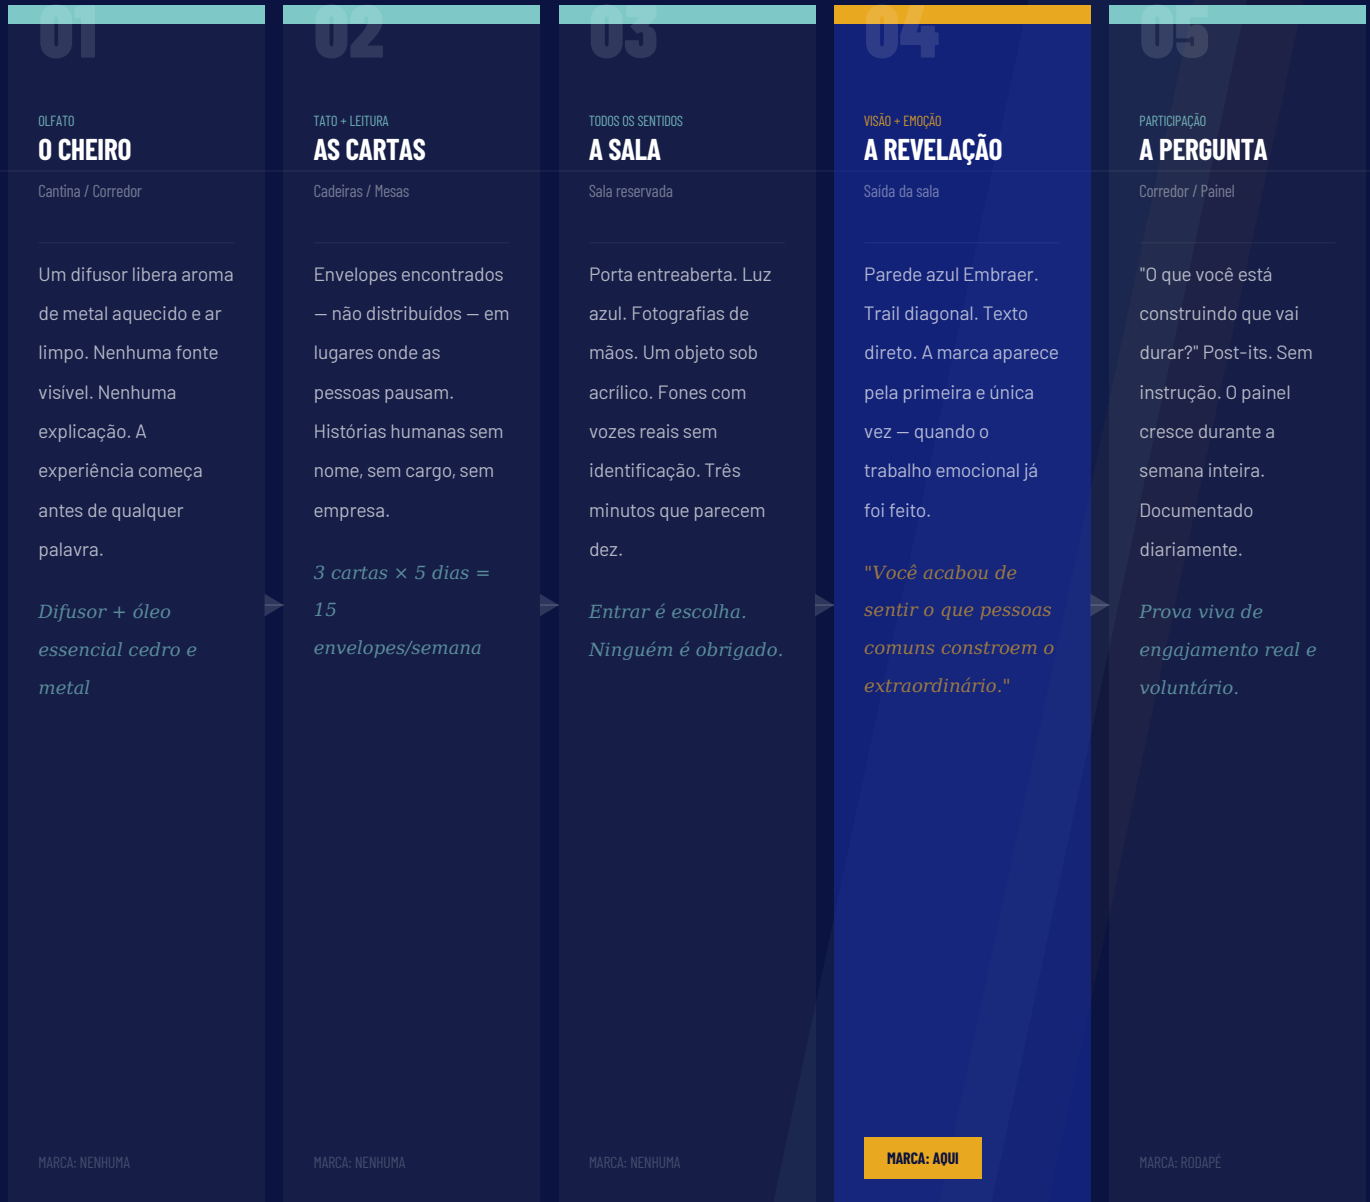 01
OLFATO
O CHEIRO
Cantina / Corredor
Um difusor libera aroma
de metal aquecido e ar
limpo. Nenhuma fonte
visível. Nenhuma
explicação. A
experiência começa
antes de qualquer
palavra.
Difusor + óleo
essencial cedro e
metal
MARCA: NENHUMA
02
TATO + LEITURA
AS CARTAS
Cadeiras / Mesas
Envelopes encontrados
— não distribuídos — em
lugares onde as
pessoas pausam.
Histórias humanas sem
nome, sem cargo, sem
empresa.
3 cartas × 5 dias =
15
envelopes/semana
MARCA: NENHUMA
03
TODOS OS SENTIDOS
A SALA
Sala reservada
Porta entreaberta. Luz
azul. Fotografias de
mãos. Um objeto sob
acrílico. Fones com
vozes reais sem
identificação. Três
minutos que parecem
dez.
Entrar é escolha.
Ninguém é obrigado.
MARCA: NENHUMA
04
VISÃO + EMOÇÃO
A REVELAÇÃO
Saída da sala
Parede azul Embraer.
Trail diagonal. Texto
direto. A marca aparece
pela primeira e única
vez — quando o
trabalho emocional já
foi feito.
"Você acabou de
sentir o que pessoas
comuns constroem o
extraordinário."
MARCA: AQUI
05
PARTICIPAÇÃO
A PERGUNTA
Corredor / Painel
"O que você está
construindo que vai
durar?" Post-its. Sem
instrução. O painel
cresce durante a
semana inteira.
Documentado
diariamente.
Prova viva de
engajamento real e
voluntário.
MARCA: RODAPÉ